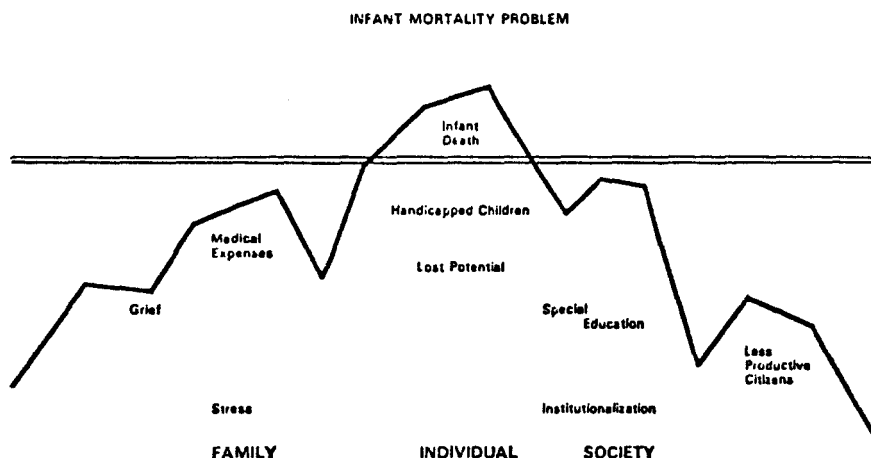 INFANT MORTALITY PROBLEM
Infant
Death
Handicapped Children
Medical
Expenses
Lost Potential
Grief
Special
Education
Less
Productive
Citizens
Stress
Institutionalization
FAMILY
INDIVIDUAL
SOCIETY